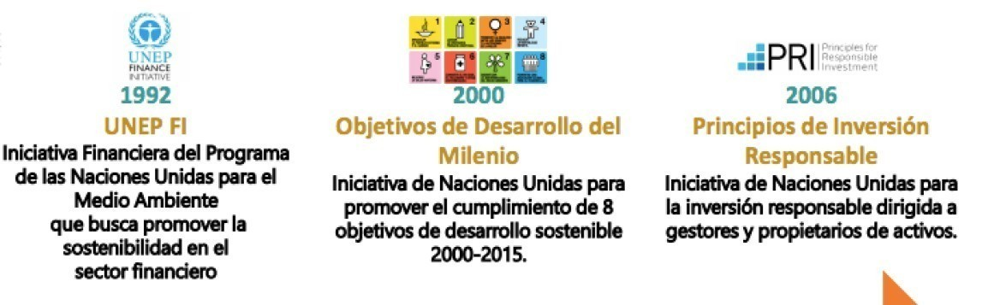 UNEP
FINANCE
INITIATIVE
1992
UNEP FI
Iniciativa Financiera del Programa
de las Naciones Unidas para el
Medio Ambiente
que busca promover la
sostenibilidad en el
sector financiero
1 2 3 4
5 6 7 8
2000
Objetivos de Desarrollo del
Milenio
Iniciativa de Naciones Unidas para
promover el cumplimiento de 8
objetivos de desarrollo sostenible
2000-2015.
PRI
Principles for
Responsible
Investment
2006
Principios de Inversión
Responsable
Iniciativa de Naciones Unidas para
la inversión responsable dirigida a
gestores y propietarios de activos.